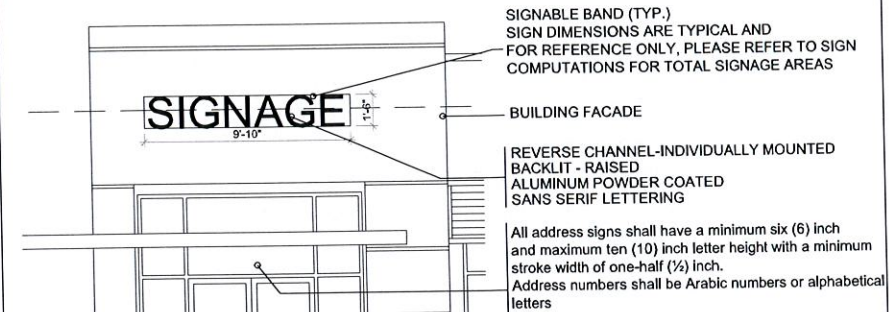 SIGNABLE BAND (TYP.)
SIGN DIMENSIONS ARE TYPICAL AND
FOR REFERENCE ONLY, PLEASE REFER TO SIGN
COMPUTATIONS FOR TOTAL SIGNAGE AREAS
SIGNAGE
1'-6"
9'-10"
BUILDING FACADE
REVERSE CHANNEL-INDIVIDUALLY MOUNTED
BACKLIT - RAISED
ALUMINUM POWDER COATED
SANS SERIF LETTERING
All address signs shall have a minimum six (6) inch
and maximum ten (10) inch letter height with a minimum
stroke width of one-half (½) inch.
Address numbers shall be Arabic numbers or alphabetical
letters